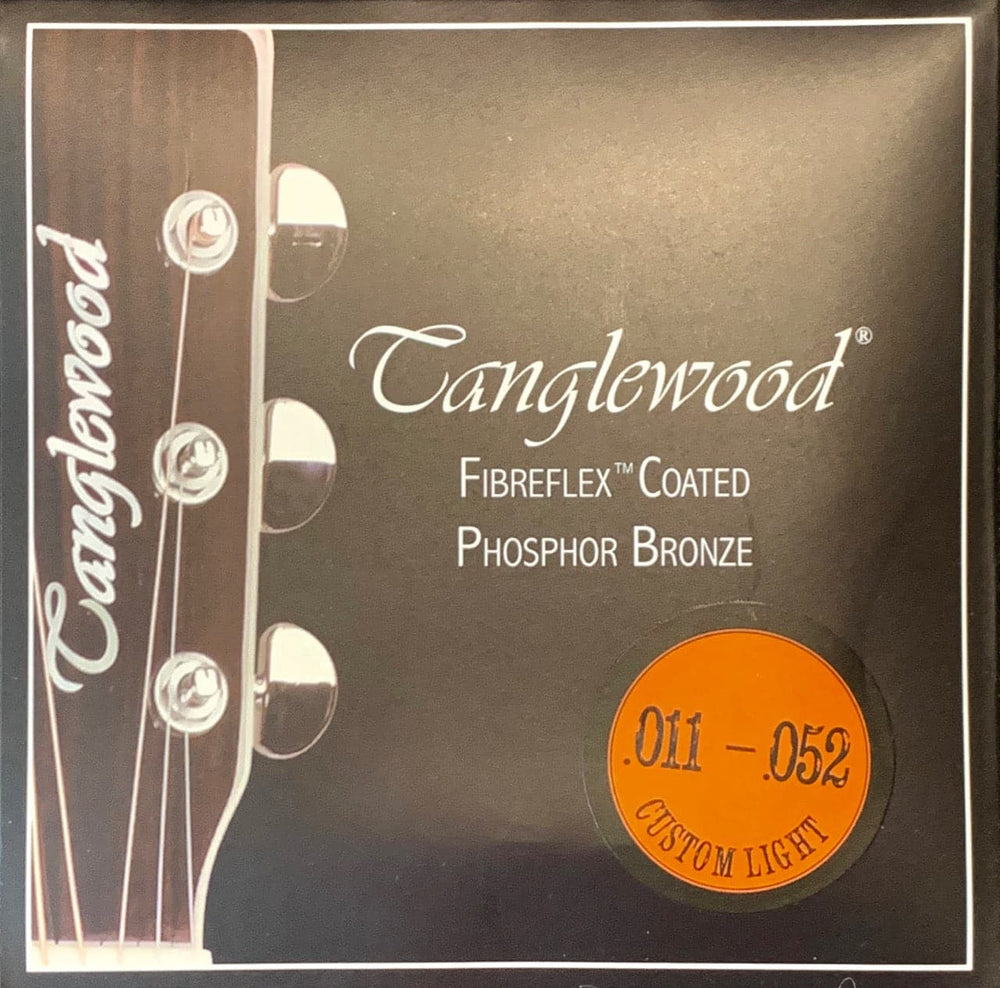 Tanglewood
Tanglewood®
FIBREFLEX™ COATED
PHOSPHOR BRONZE
.011 – .052
CUSTOM LIGHT